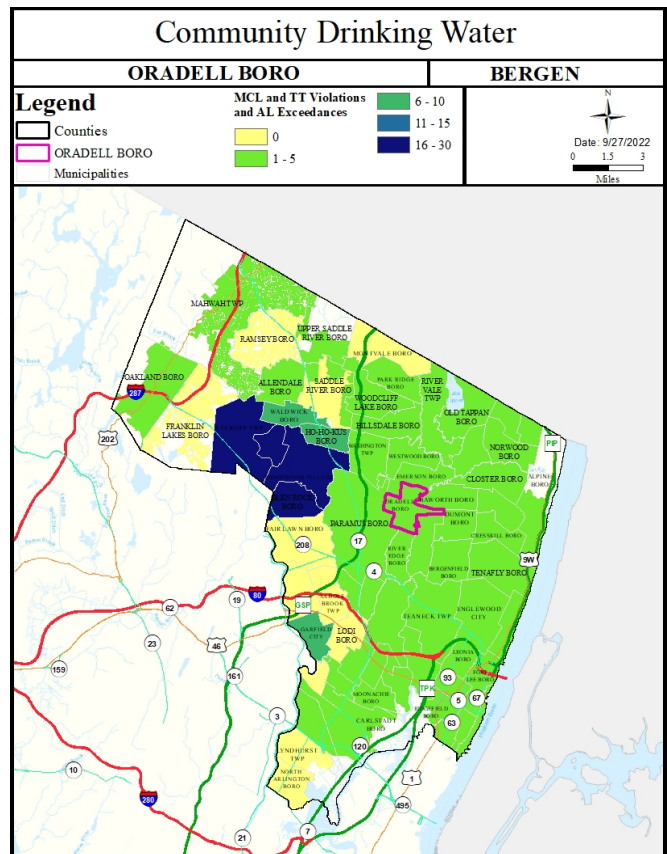 Community Drinking Water
ORADELL BORO
BERGEN
Legend
Counties
ORADELL BORO
Municipalities
MCL and TT Violations
and AL Exceedances
0
1 - 5
6 - 10
11 - 15
16 - 30
N
Date: 9/27/2022
0 1.5 3
Miles
MAHWAH TWP
RAMSEY BORO
UPPER SADDLE
RIVER BORO
MONTVALE BORO
OAKLAND BORO
287
ALLENDALE
BORO
SADDLE
RIVER BORO
PARK RIDGE
BORO
RIVER
VALE
TWP
WOODCLIFF
LAKE BORO
OLD TAPPAN
BORO
FRANKLIN
LAKES BORO
WALDWICK
BORO
HO-HO-KUS
BORO
HILLSDALE BORO
202
WASHINGTON
TWP
WESTWOOD BORO
NORWOOD
BORO
PIP
EMERSON BORO
CLOSTER BORO
ALPINE
BORO
GLEN ROCK
BORO
ORADELL
BORO
HAWORTH BORO
DUMONT
BORO
PARAMUS BORO
FAIR LAWN BORO
CRESSKILL BORO
208
17
RIVER
EDGE
BORO
9W
4
BERGENFIELD
BORO
TENAFLY BORO
80
19
62
GSP
BROOK
TWP
TEANECK TWP
ENGLEWOOD
CITY
GARFIELD
CITY
LODI
BORO
46
23
LEONIA
BORO
159
161
93
FORT
LEE BORO
TPK
5
67
MOONACHIE
BORO
RIDGEFIELD
BORO
3
63
CARLSTADT
BORO
LYNDHURST
TWP
120
10
NORTH
ARLINGTON
BORO
1
280
495
21
7